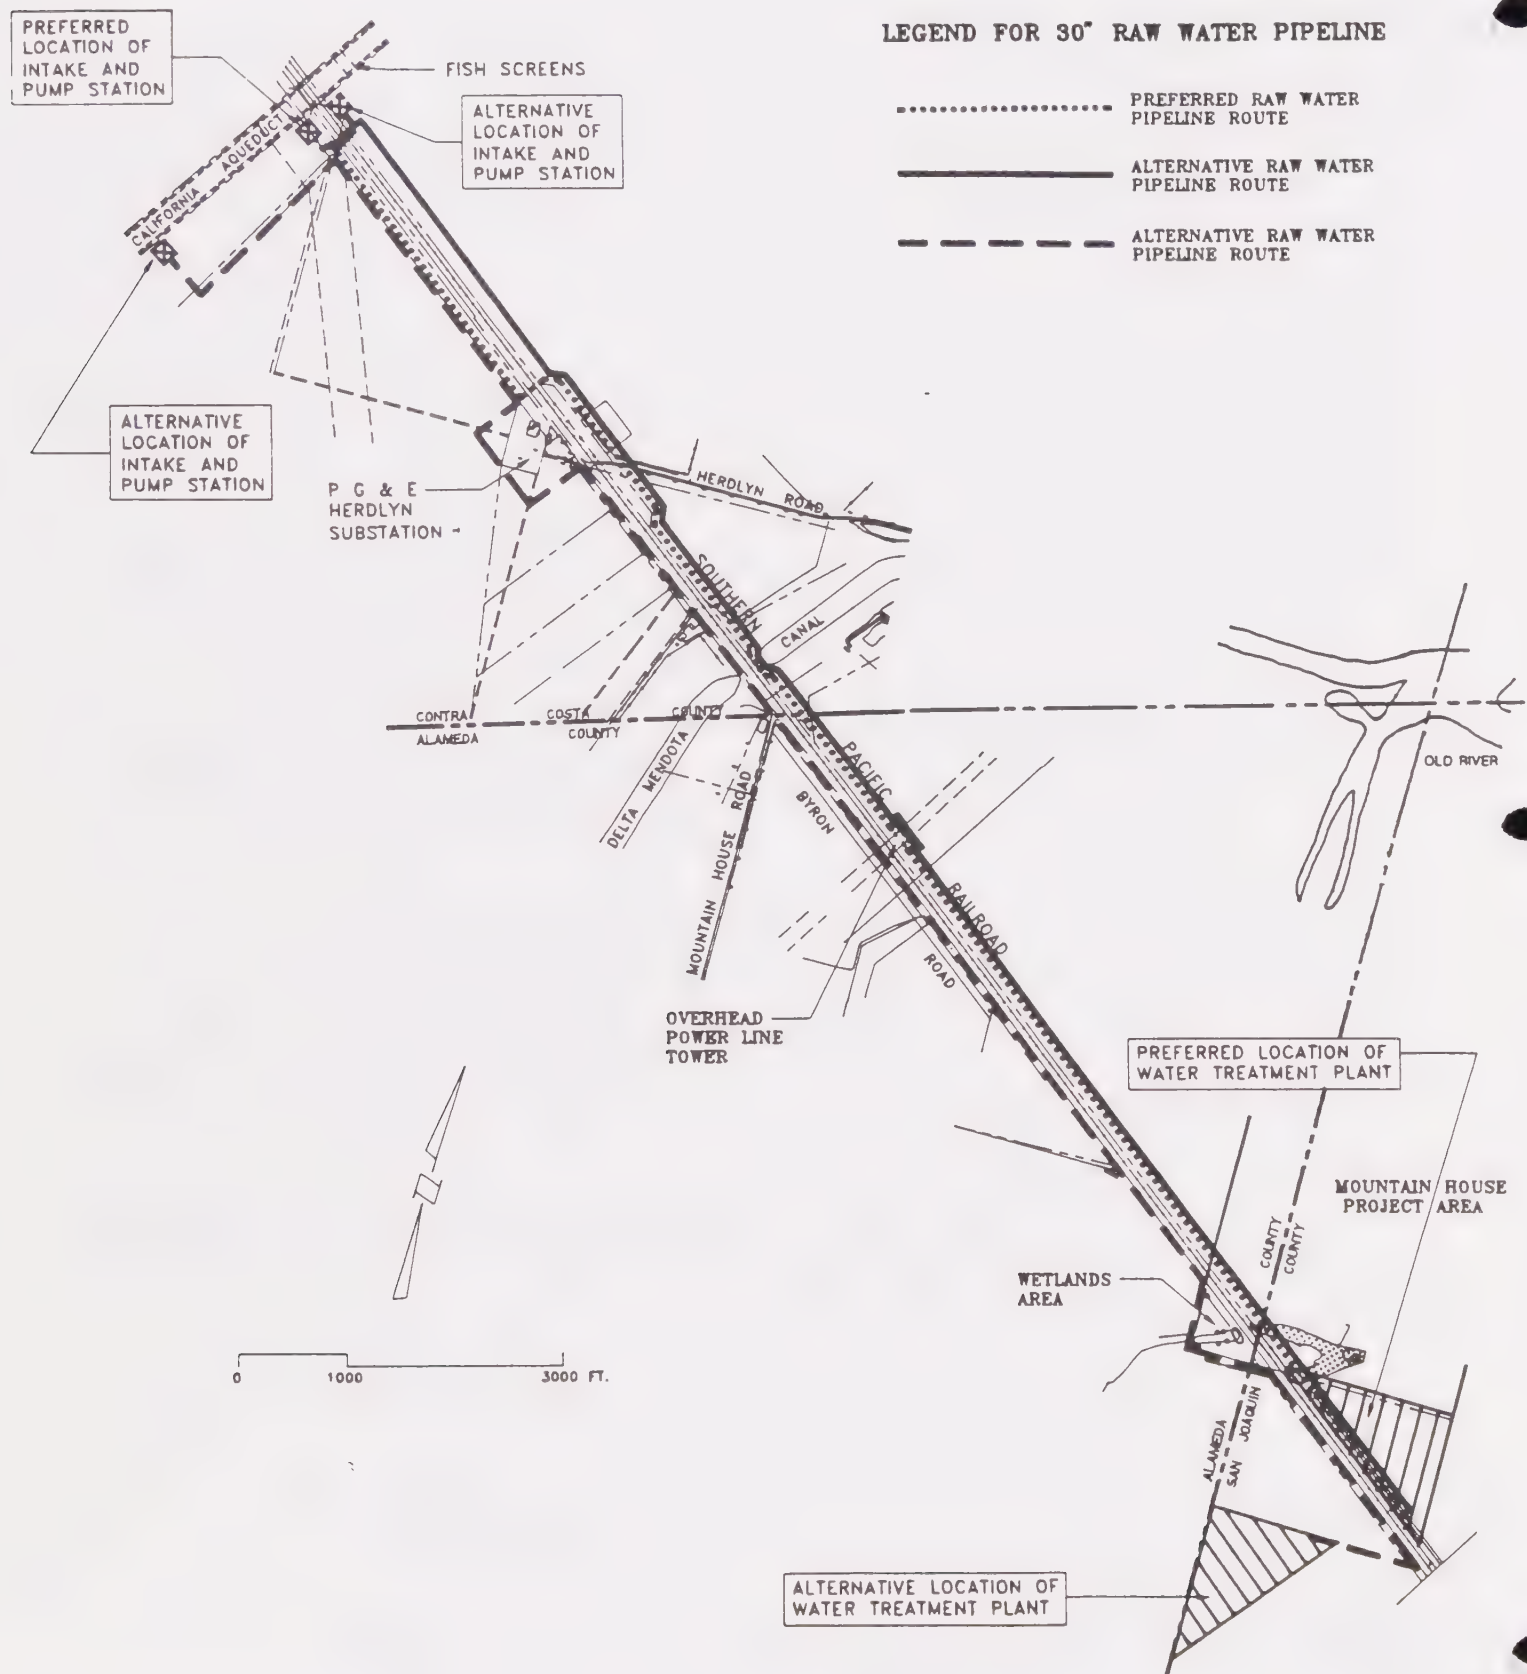 PREFERRED
LOCATION OF
INTAKE AND
PUMP STATION
FISH SCREENS
ALTERNATIVE
LOCATION OF
INTAKE AND
PUMP STATION
CALIFORNIA AQUEDUCT
LEGEND FOR 30" RAW WATER PIPELINE
PREFERRED RAW WATER
PIPELINE ROUTE
ALTERNATIVE RAW WATER
PIPELINE ROUTE
ALTERNATIVE RAW WATER
PIPELINE ROUTE
ALTERNATIVE
LOCATION OF
INTAKE AND
PUMP STATION
P G & E
HERDLYN
SUBSTATION
HERDLYN ROAD
SOUTHERN
CANAL
CONTRA COSTA COUNTY
ALAMEDA COUNTY
DELTA MENDOTA
MOUNTAIN HOUSE ROAD
BYRON
PACIFIC
RAILROAD
ROAD
OLD RIVER
OVERHEAD
POWER LINE
TOWER
PREFERRED LOCATION OF
WATER TREATMENT PLANT
MOUNTAIN HOUSE
PROJECT AREA
COUNTY
COUNTY
WETLANDS
AREA
0 1000 3000 FT.
ALAMEDA
SAN JOAQUIN
ALTERNATIVE LOCATION OF
WATER TREATMENT PLANT